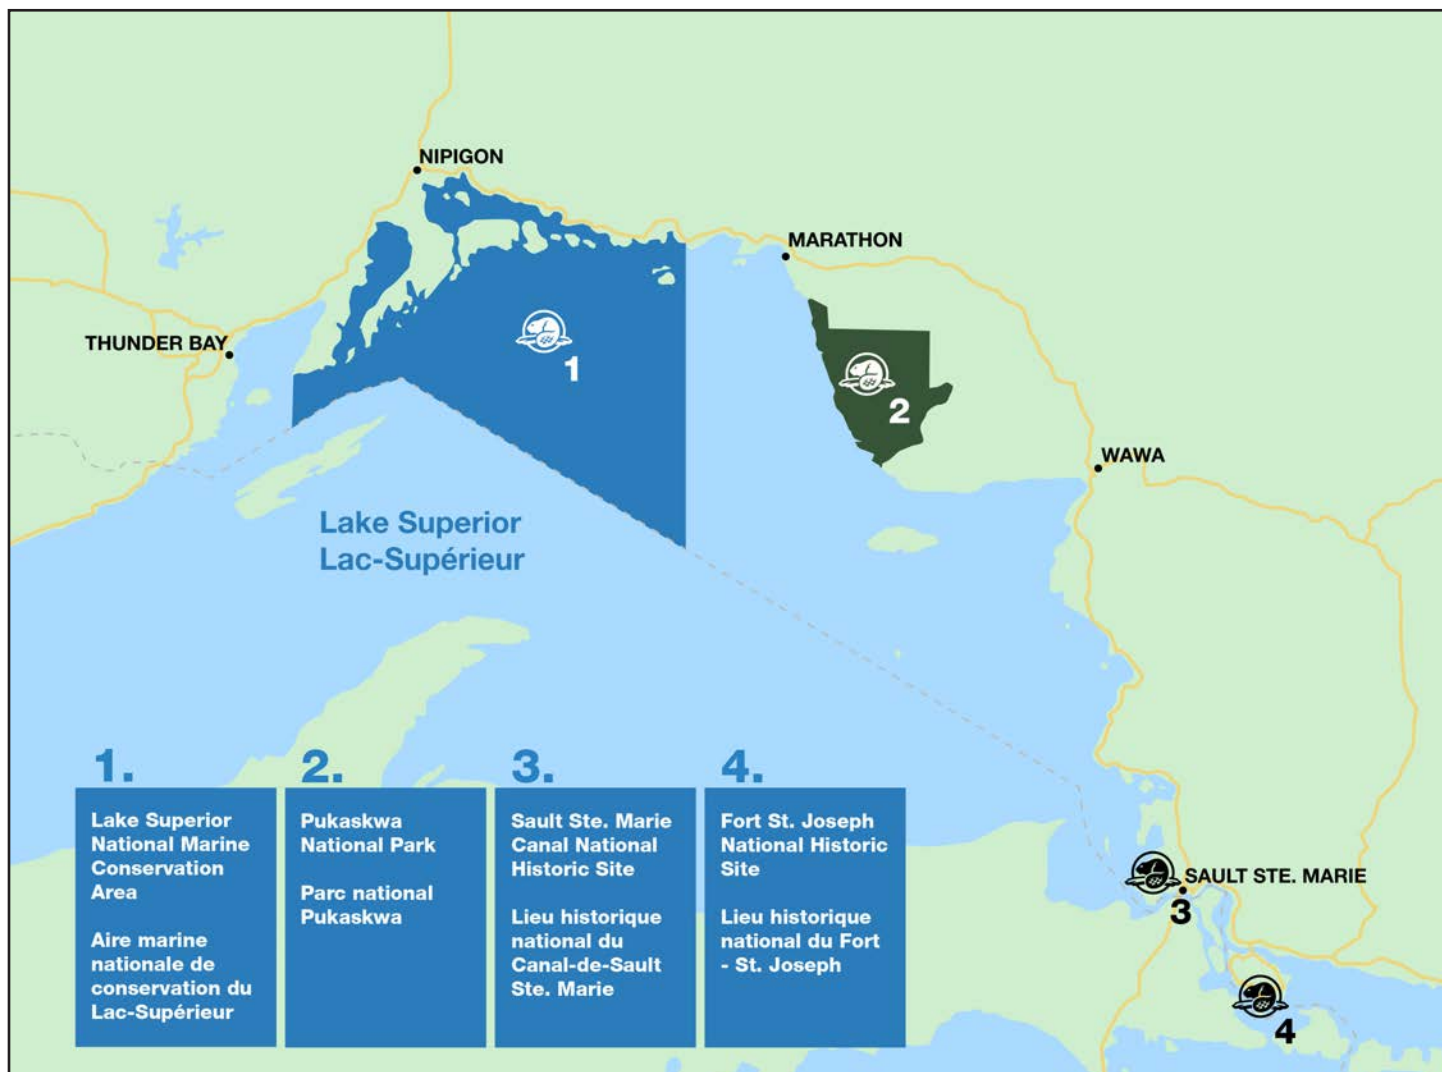 NIPIGON
MARATHON
THUNDER BAY
1
2
WAWA
Lake Superior
Lac-Supérieur
SAULT STE. MARIE
3
4
1.
Lake Superior
National Marine
Conservation
Area
Aire marine
nationale de
conservation du
Lac-Supérieur
2.
Pukaskwa
National Park
Parc national
Pukaskwa
3.
Sault Ste. Marie
Canal National
Historic Site
Lieu historique
national du
Canal-de-Sault
Ste. Marie
4.
Fort St. Joseph
National Historic
Site
Lieu historique
national du Fort
- St. Joseph